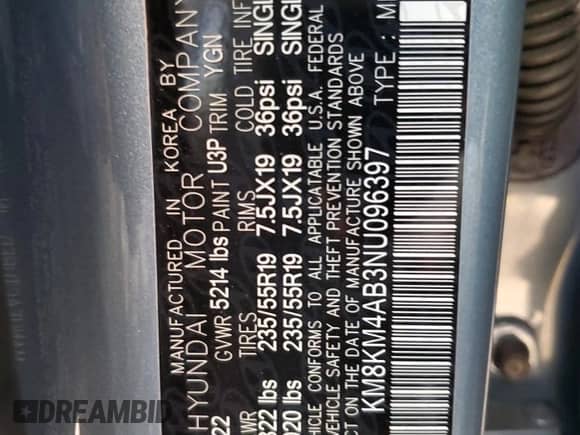 MANUFACTURED IN KOREA BY
HYUNDAI MOTOR COMPANY
22 GVWR 5214 lbs PAINT U3P TRIM YGN
WR TIRES RIMS COLD TIRE INF
322 lbs 235/55R19 7.5JX19 36psi SINGL
020 lbs 235/55R19 7.5JX19 36psi SINGL
HICLE CONFORMS TO ALL APPLICABLE U.S.A. FEDERAL
VEHICLE SAFETY AND THEFT PREVENTION STANDARDS
CT ON THE DATE OF MANUFACTURE SHOWN ABOVE
KM8KM4AB3NU096397 TYPE : M
DREAMBID